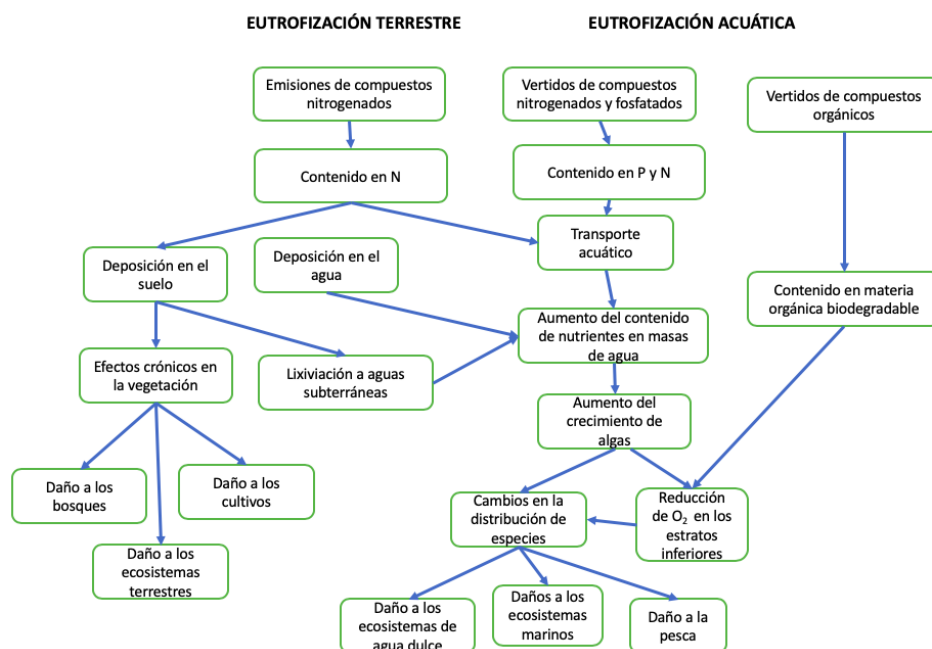 EUTROFIZACIÓN TERRESTRE
EUTROFIZACIÓN ACUÁTICA
Emisiones de compuestos
nitrogenados
Vertidos de compuestos
nitrogenados y fosfatados
Vertidos de compuestos
orgánicos
Contenido en N
Contenido en P y N
Transporte
acuático
Deposición en el
suelo
Deposición en el
agua
Contenido en materia
orgánica biodegradable
Aumento del contenido
de nutrientes en masas
de agua
Efectos crónicos en
la vegetación
Lixiviación a aguas
subterráneas
Aumento del
crecimiento de
algas
Daño a los
bosques
Daño a los
cultivos
Cambios en la
distribución de
especies
Reducción
de O₂ en los
estratos
inferiores
Daño a los
ecosistemas
terrestres
Daño a los
ecosistemas de
agua dulce
Daños a los
ecosistemas
marinos
Daño a la
pesca